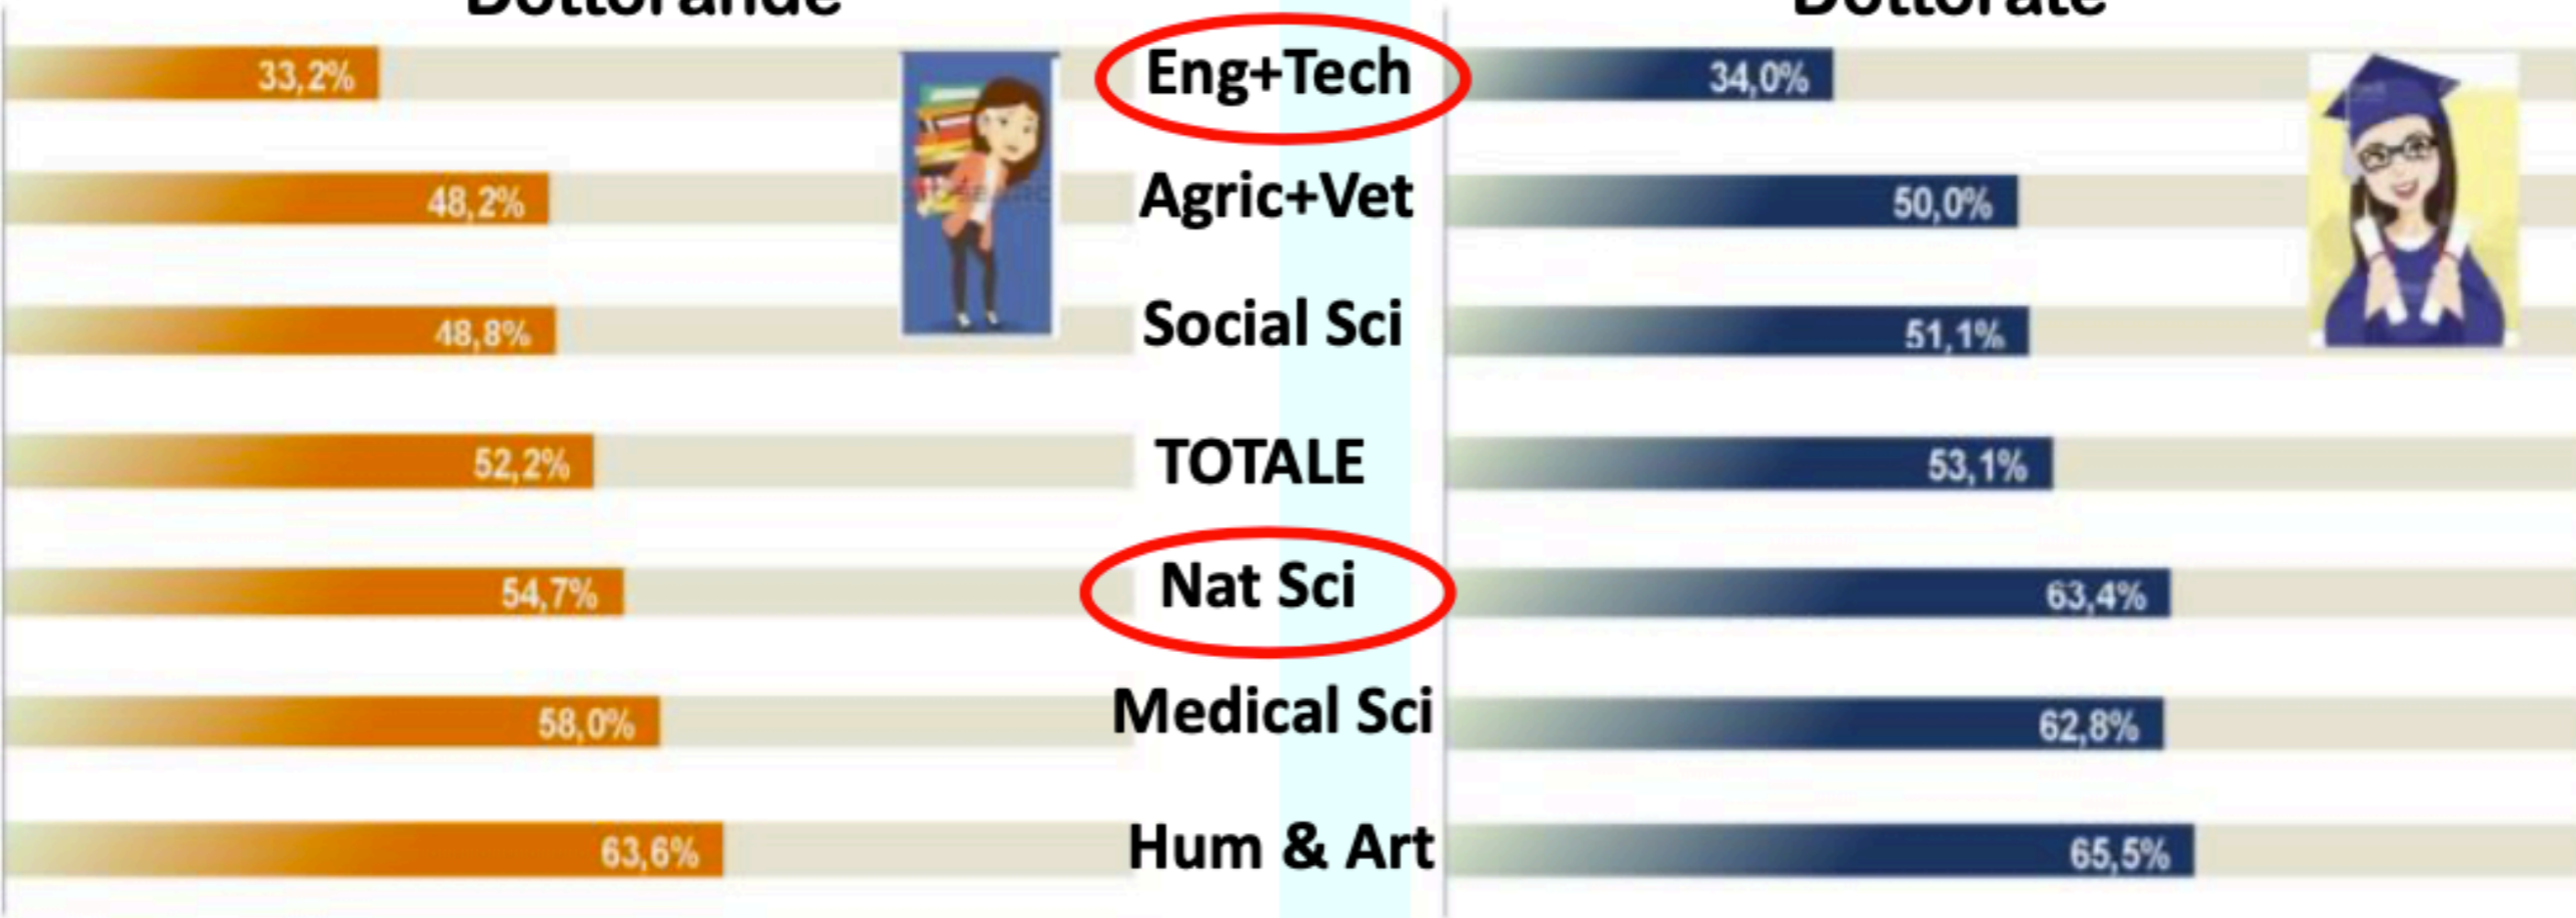 Dottorande
Dottorate
33,2%
Eng+Tech
34,0%
48,2%
Agric+Vet
50,0%
48,8%
Social Sci
51,1%
52,2%
TOTALE
53,1%
54,7%
Nat Sci
63,4%
58,0%
Medical Sci
62,8%
63,6%
Hum & Art
65,5%